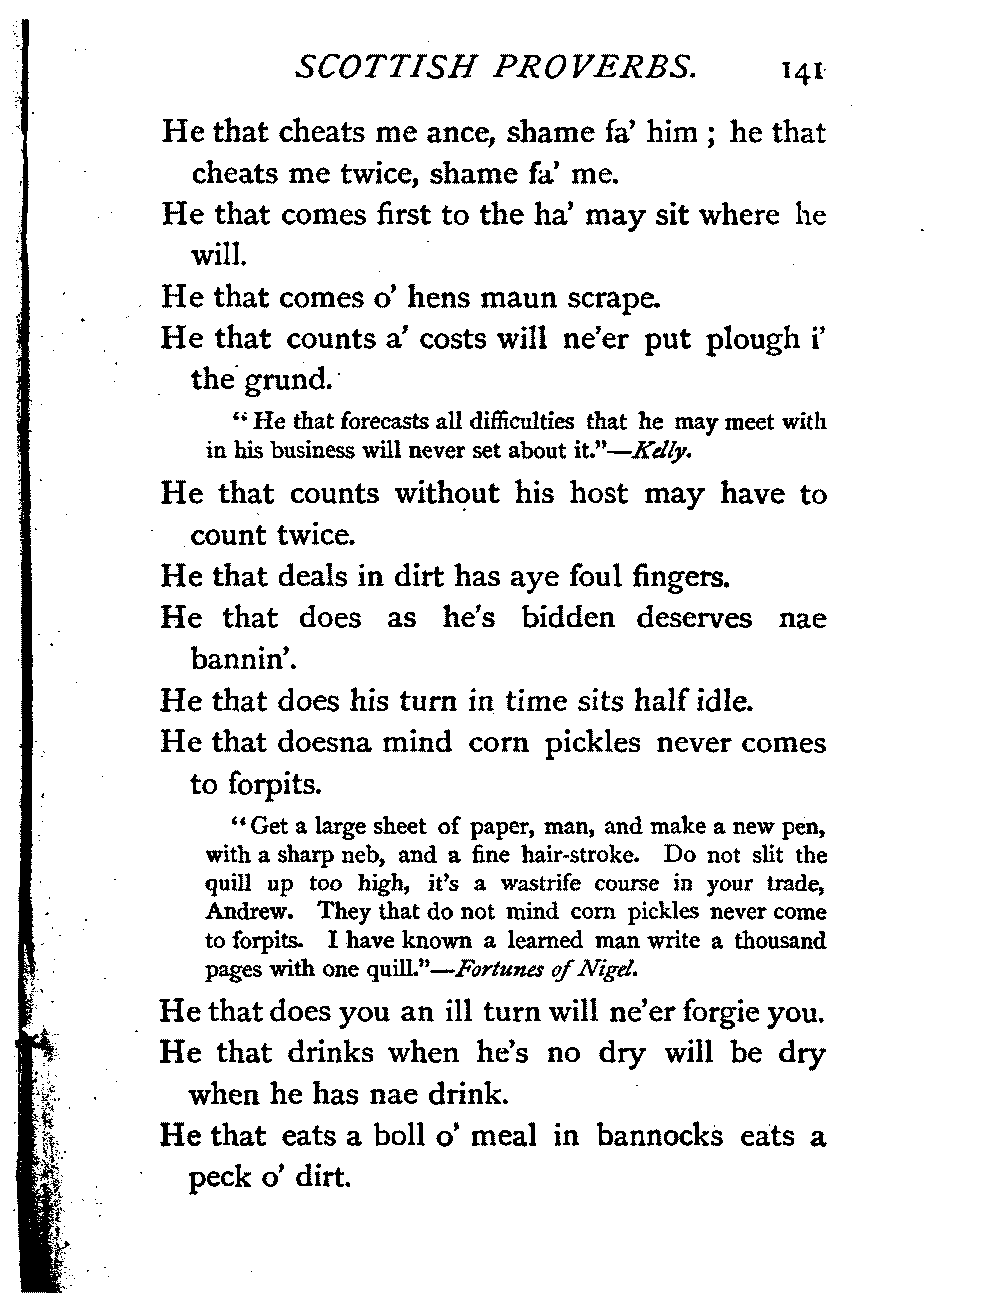 SCOTTISH PROVERBS. 141
He that cheats me ance, shame fa' him ; he that
cheats me twice, shame fa' me.
He that comes first to the ha' may sit where he
will.
He that comes o' hens maun scrape.
He that counts a' costs will ne'er put plough i'
the grund.
"He that forecasts all difficulties that he may meet with
in his business will never set about it."—Kelly.
He that counts without his host may have to
count twice.
He that deals in dirt has aye foul fingers.
He that does as he's bidden deserves nae
bannin'.
He that does his turn in time sits half idle.
He that doesna mind corn pickles never comes
to forpits.
"Get a large sheet of paper, man, and make a new pen,
with a sharp neb, and a fine hair-stroke. Do not slit the
quill up too high, it's a wastrife course in your trade,
Andrew. They that do not mind corn pickles never come
to forpits. I have known a learned man write a thousand
pages with one quill."—Fortunes of Nigel.
He that does you an ill turn will ne'er forgie you.
He that drinks when he's no dry will be dry
when he has nae drink.
He that eats a boll o' meal in bannocks eats a
peck o' dirt.